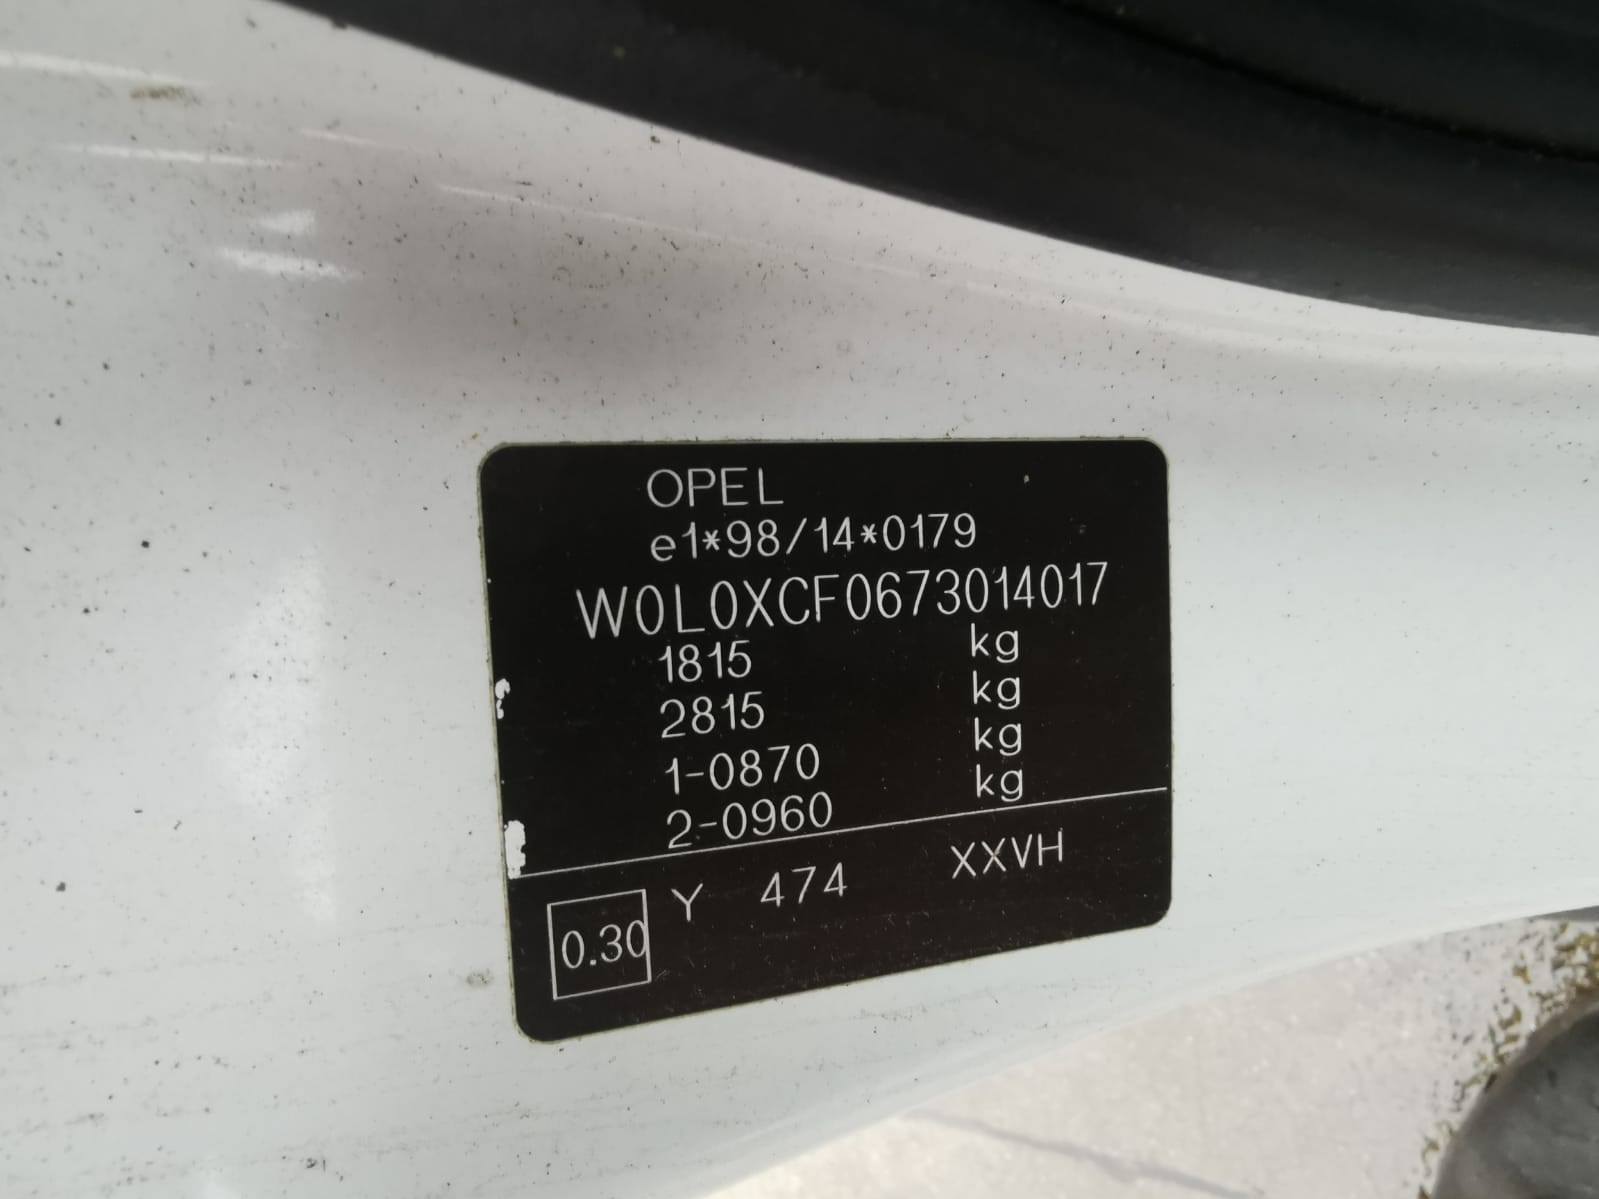 OPEL
e1*98/14*0179
W0L0XCF0673014017
1815 kg
2815 kg
1-0870 kg
2-0960 kg
0.30 Y 474 XXVH